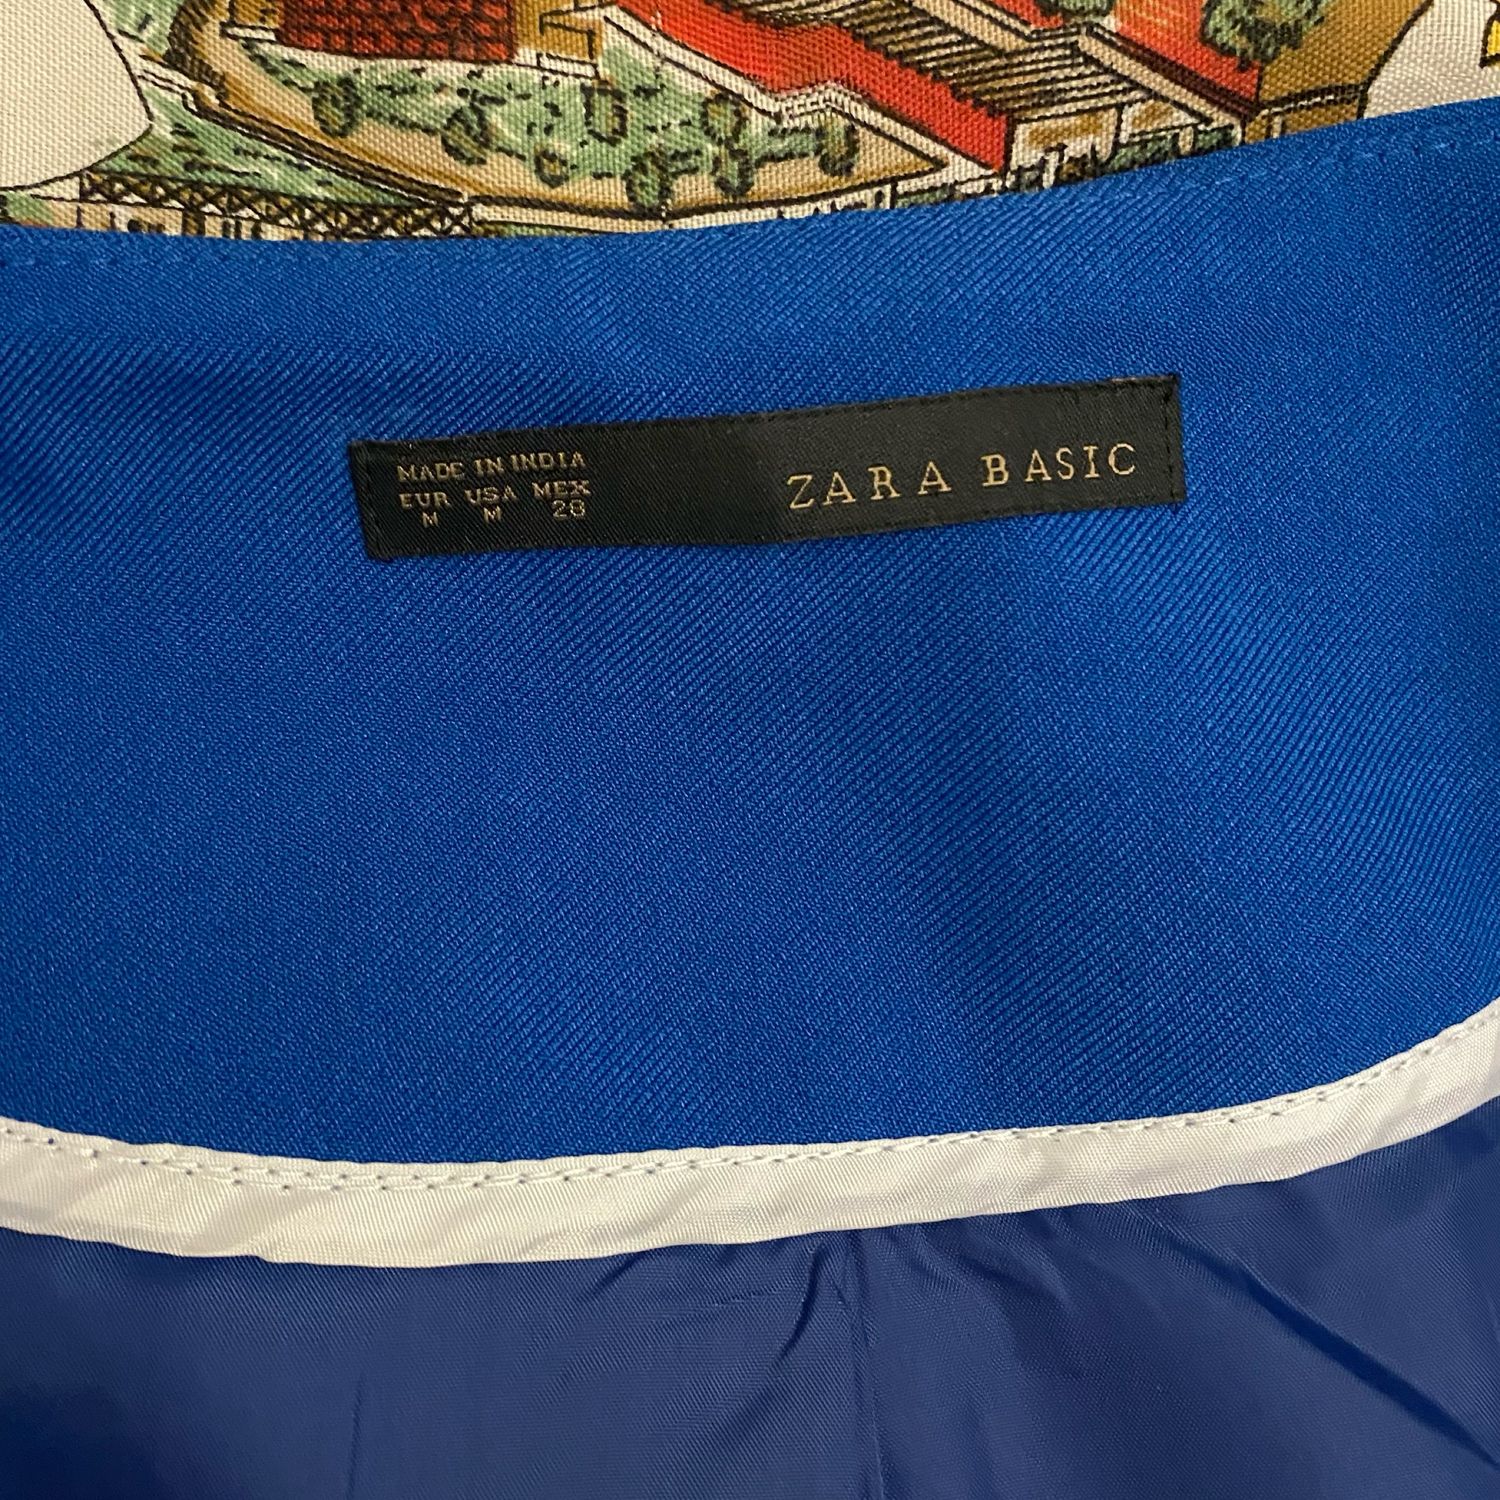 MADE IN INDIA
EUR USA MEX
M M 28
ZARA BASIC